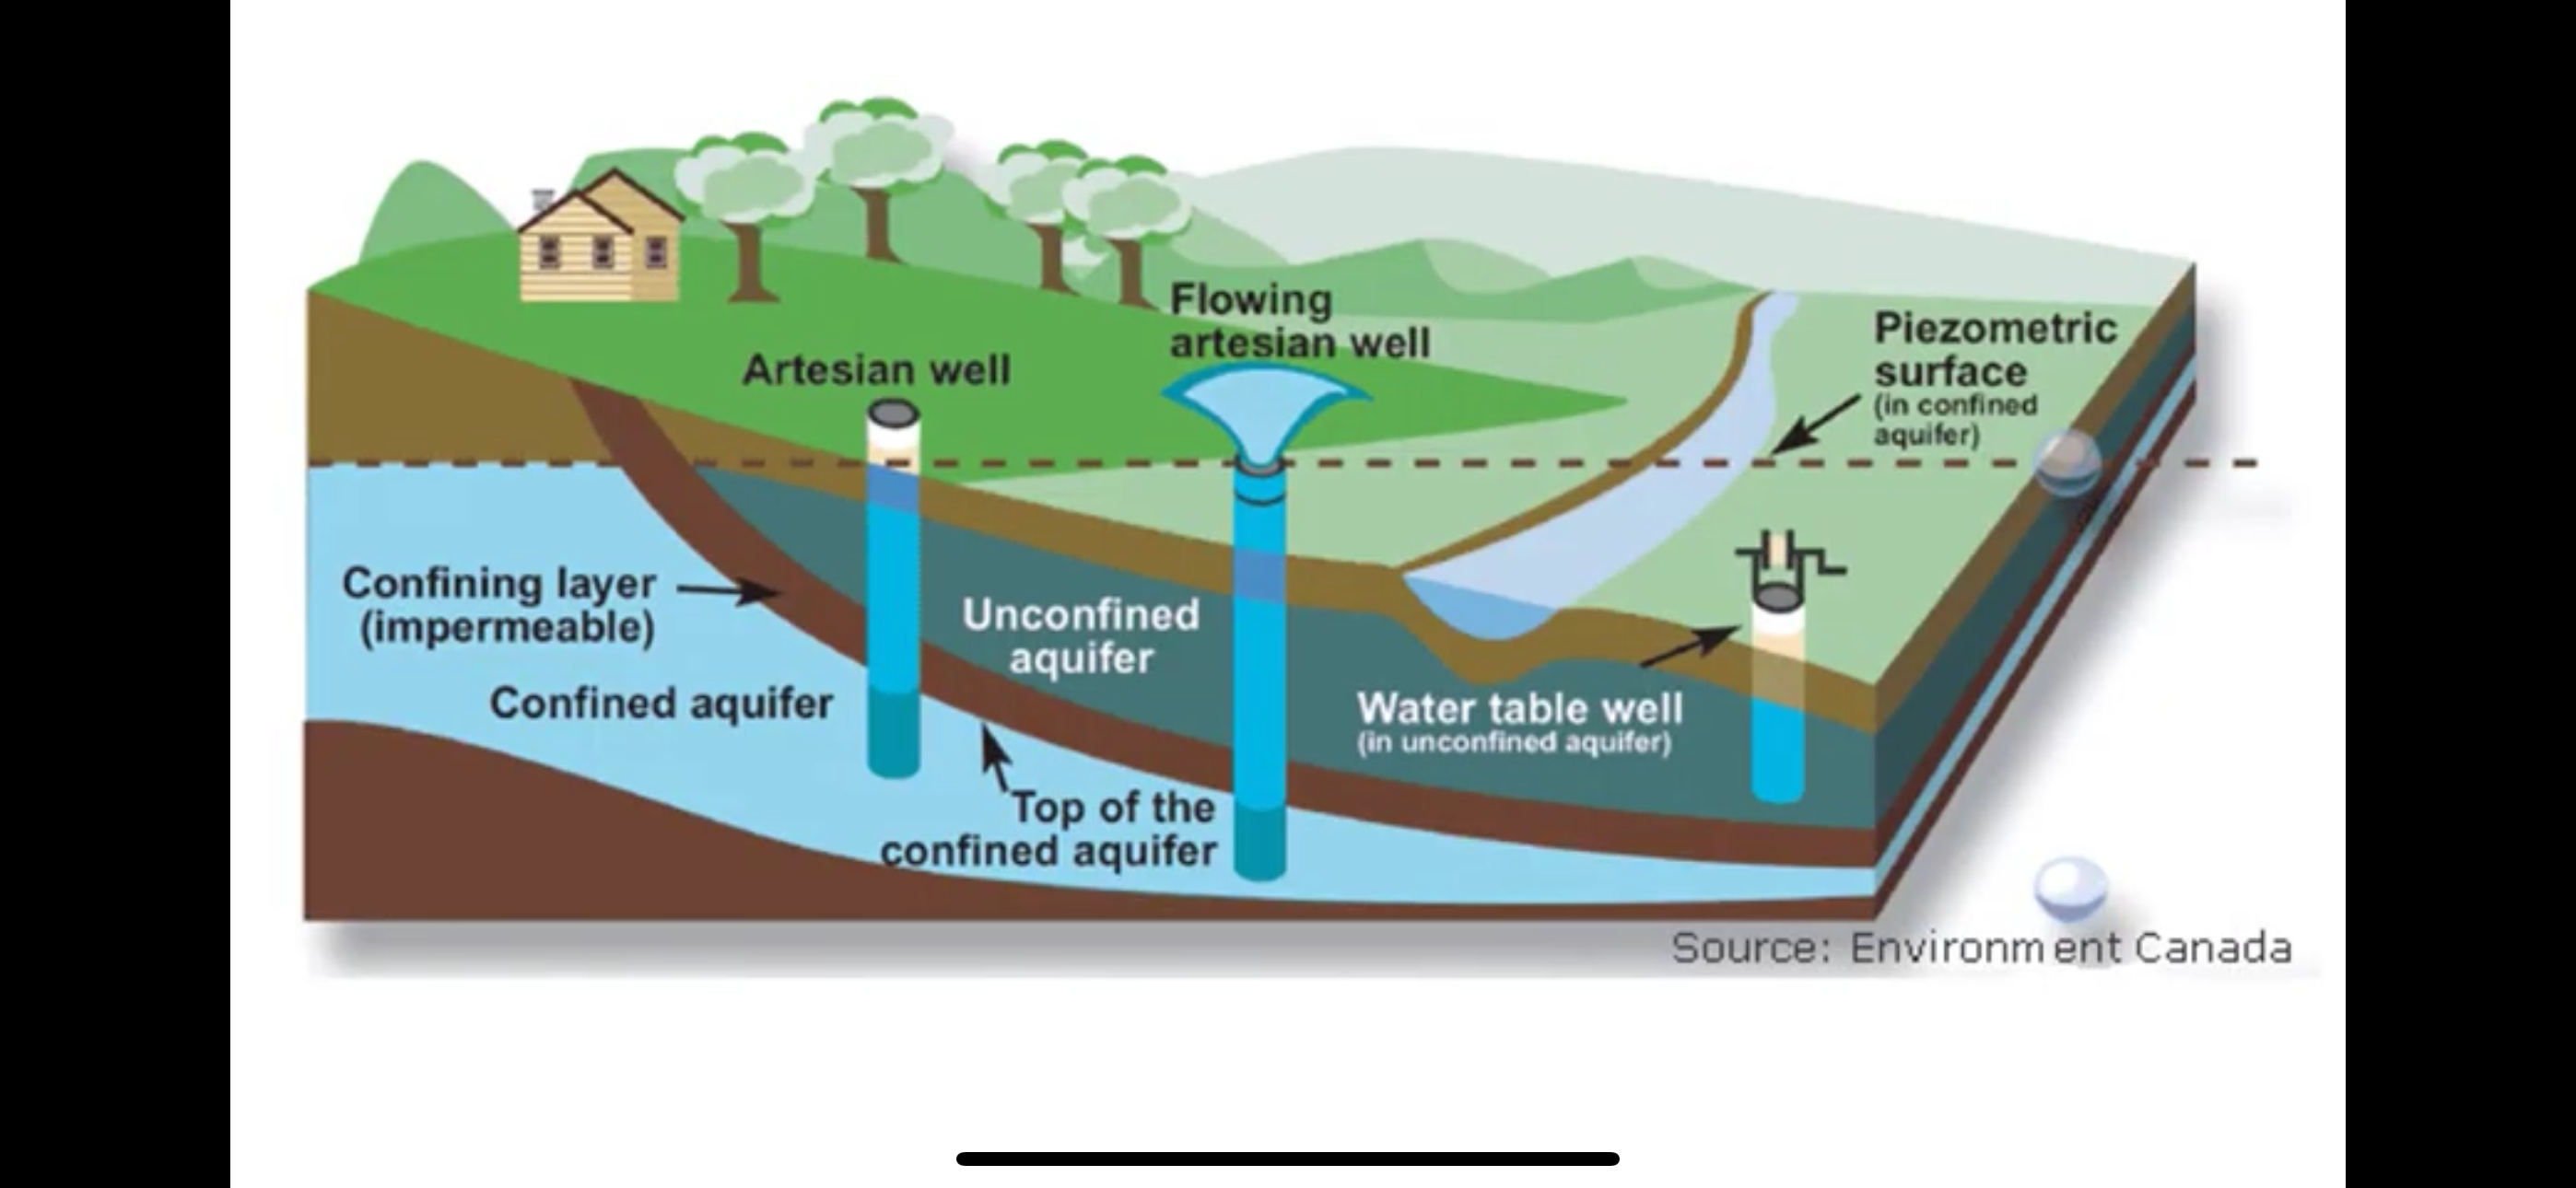 Flowing
artesian well
Piezometric
surface
(in confined
aquifer)
Artesian well
Confining layer
(impermeable)
Unconfined
aquifer
Confined aquifer
Water table well
(in unconfined aquifer)
Top of the
confined aquifer
Source: Environment Canada